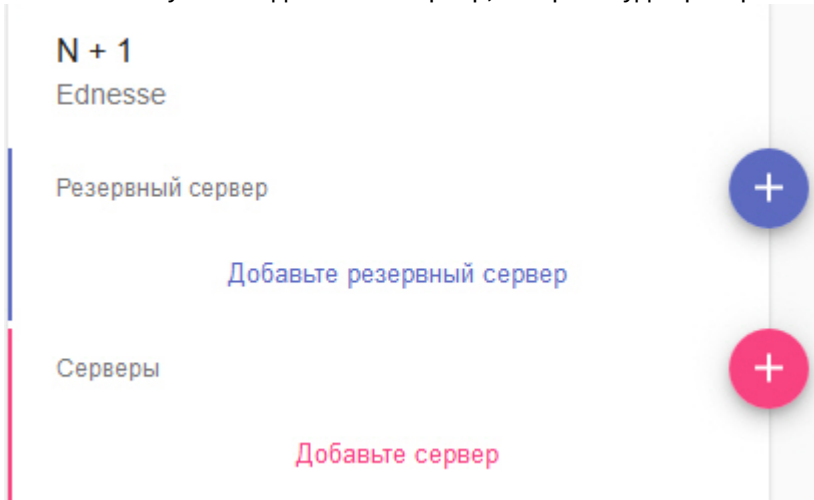 N + 1
Ednesse
Резервный сервер
Добавьте резервный сервер
Серверы
Добавьте сервер